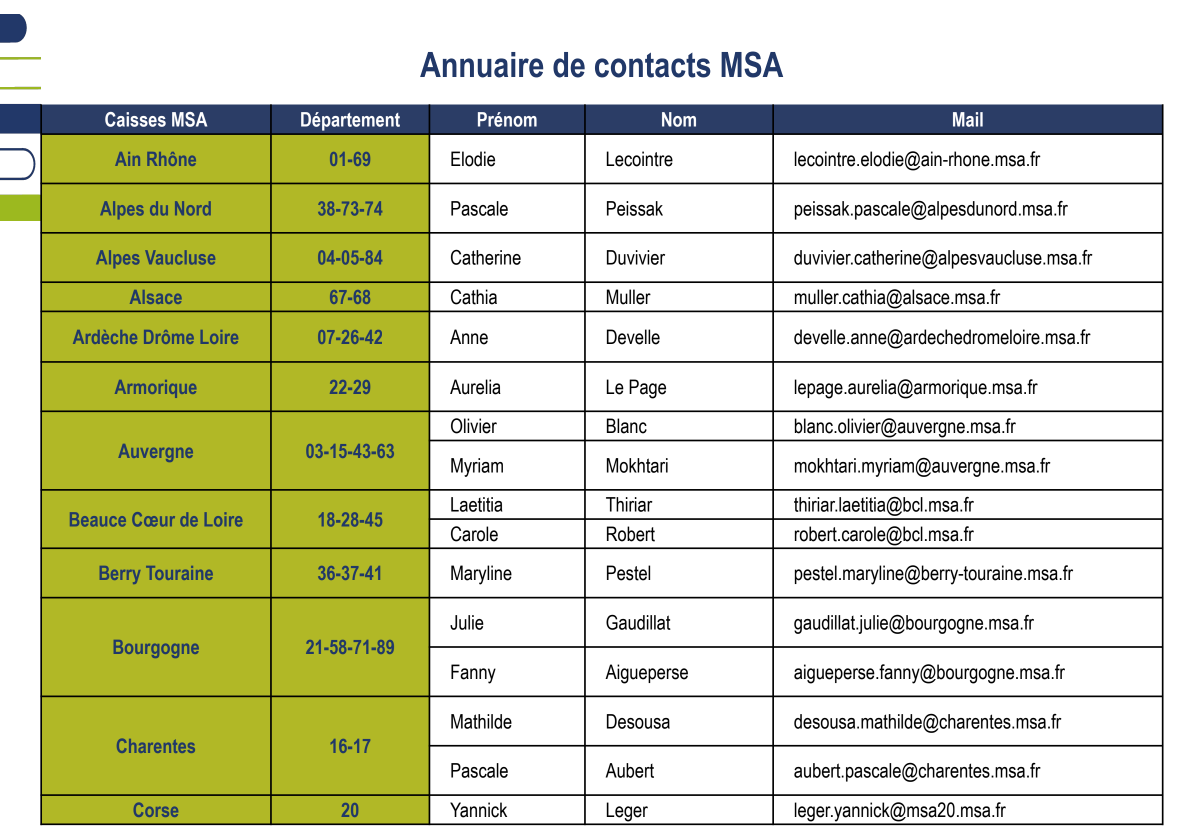 Annuaire de contacts MSA
Caisses MSA Département Prénom Nom Mail
Ain Rhône 01-69 Elodie Lecointre lecointre.elodie@ain-rhone.msa.fr
Alpes du Nord 38-73-74 Pascale Peissak peissak.pascale@alpesdunord.msa.fr
Alpes Vaucluse 04-05-84 Catherine Duvivier duvivier.catherine@alpesvaucluse.msa.fr
Alsace 67-68 Cathia Muller muller.cathia@alsace.msa.fr
Ardèche Drôme Loire 07-26-42 Anne Develle develle.anne@ardechedromeloire.msa.fr
Armorique 22-29 Aurelia Le Page lepage.aurelia@armorique.msa.fr
Auvergne 03-15-43-63 Olivier Blanc blanc.olivier@auvergne.msa.fr
Myriam Mokhtari mokhtari.myriam@auvergne.msa.fr
Beauce Cœur de Loire 18-28-45 Laetitia Thiriar thiriar.laetitia@bcl.msa.fr
Carole Robert robert.carole@bcl.msa.fr
Berry Touraine 36-37-41 Maryline Pestel pestel.maryline@berry-touraine.msa.fr
Bourgogne 21-58-71-89 Julie Gaudillat gaudillat.julie@bourgogne.msa.fr
Fanny Aigueperse aigueperse.fanny@bourgogne.msa.fr
Charentes 16-17 Mathilde Desousa desousa.mathilde@charentes.msa.fr
Pascale Aubert aubert.pascale@charentes.msa.fr
Corse 20 Yannick Leger leger.yannick@msa20.msa.fr